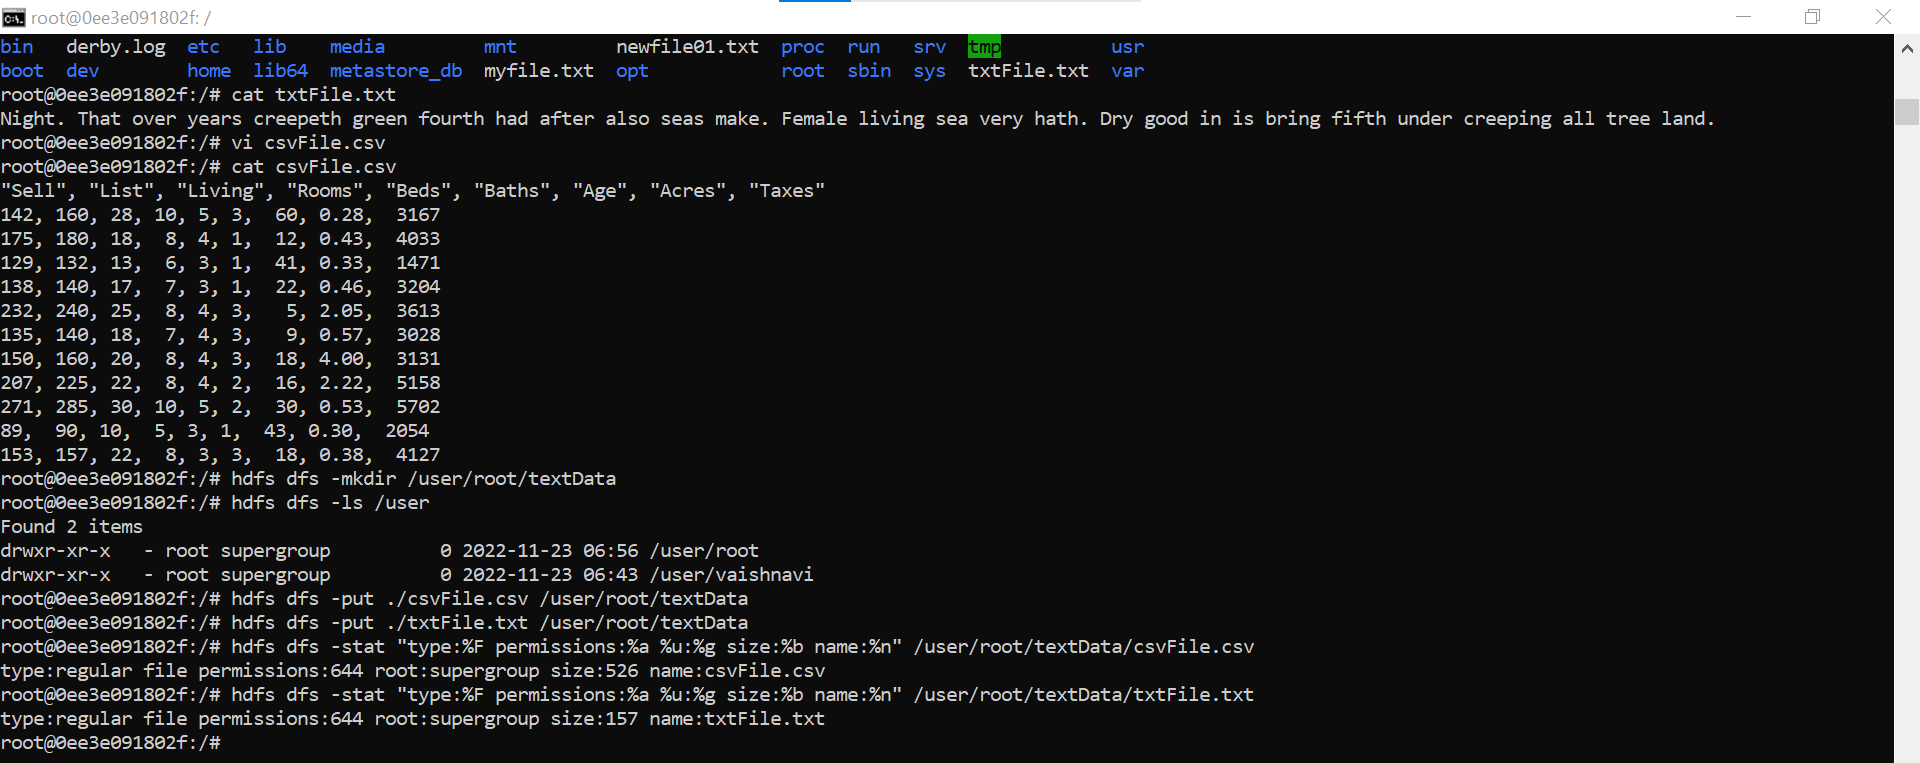 root@0ee3e091802f: /
bin   derby.log  etc   lib    media         mnt         newfile01.txt  proc  run   srv  tmp          usr
boot  dev        home  lib64  metastore_db  myfile.txt  opt            root  sbin  sys  txtFile.txt  var
root@0ee3e091802f:/# cat txtFile.txt
Night. That over years creepeth green fourth had after also seas make. Female living sea very hath. Dry good in is bring fifth under creeping all tree land.
root@0ee3e091802f:/# vi csvFile.csv
root@0ee3e091802f:/# cat csvFile.csv
"Sell", "List", "Living", "Rooms", "Beds", "Baths", "Age", "Acres", "Taxes"
142, 160, 28, 10, 5, 3,  60, 0.28,  3167
175, 180, 18,  8, 4, 1,  12, 0.43,  4033
129, 132, 13,  6, 3, 1,  41, 0.33,  1471
138, 140, 17,  7, 3, 1,  22, 0.46,  3204
232, 240, 25,  8, 4, 3,   5, 2.05,  3613
135, 140, 18,  7, 4, 3,   9, 0.57,  3028
150, 160, 20,  8, 4, 3,  18, 4.00,  3131
207, 225, 22,  8, 4, 2,  16, 2.22,  5158
271, 285, 30, 10, 5, 2,  30, 0.53,  5702
89,  90, 10,  5, 3, 1,  43, 0.30,  2054
153, 157, 22,  8, 3, 3,  18, 0.38,  4127
root@0ee3e091802f:/# hdfs dfs -mkdir /user/root/textData
root@0ee3e091802f:/# hdfs dfs -ls /user
Found 2 items
drwxr-xr-x   - root supergroup          0 2022-11-23 06:56 /user/root
drwxr-xr-x   - root supergroup          0 2022-11-23 06:43 /user/vaishnavi
root@0ee3e091802f:/# hdfs dfs -put ./csvFile.csv /user/root/textData
root@0ee3e091802f:/# hdfs dfs -put ./txtFile.txt /user/root/textData
root@0ee3e091802f:/# hdfs dfs -stat "type:%F permissions:%a %u:%g size:%b name:%n" /user/root/textData/csvFile.csv
type:regular file permissions:644 root:supergroup size:526 name:csvFile.csv
root@0ee3e091802f:/# hdfs dfs -stat "type:%F permissions:%a %u:%g size:%b name:%n" /user/root/textData/txtFile.txt
type:regular file permissions:644 root:supergroup size:157 name:txtFile.txt
root@0ee3e091802f:/#